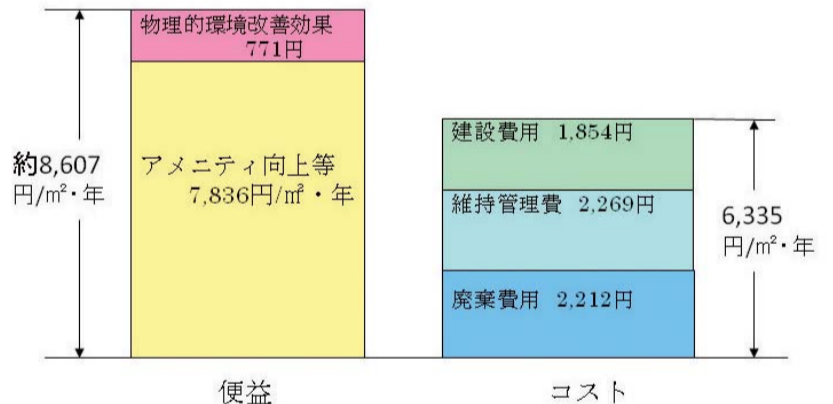 物理的環境改善効果
771円
約8,607
円/㎡・年
アメニティ向上等
7,836円/㎡・年
便益
建設費用 1,854円
維持管理費 2,269円
廃棄費用 2,212円
6,335
円/㎡・年
コスト